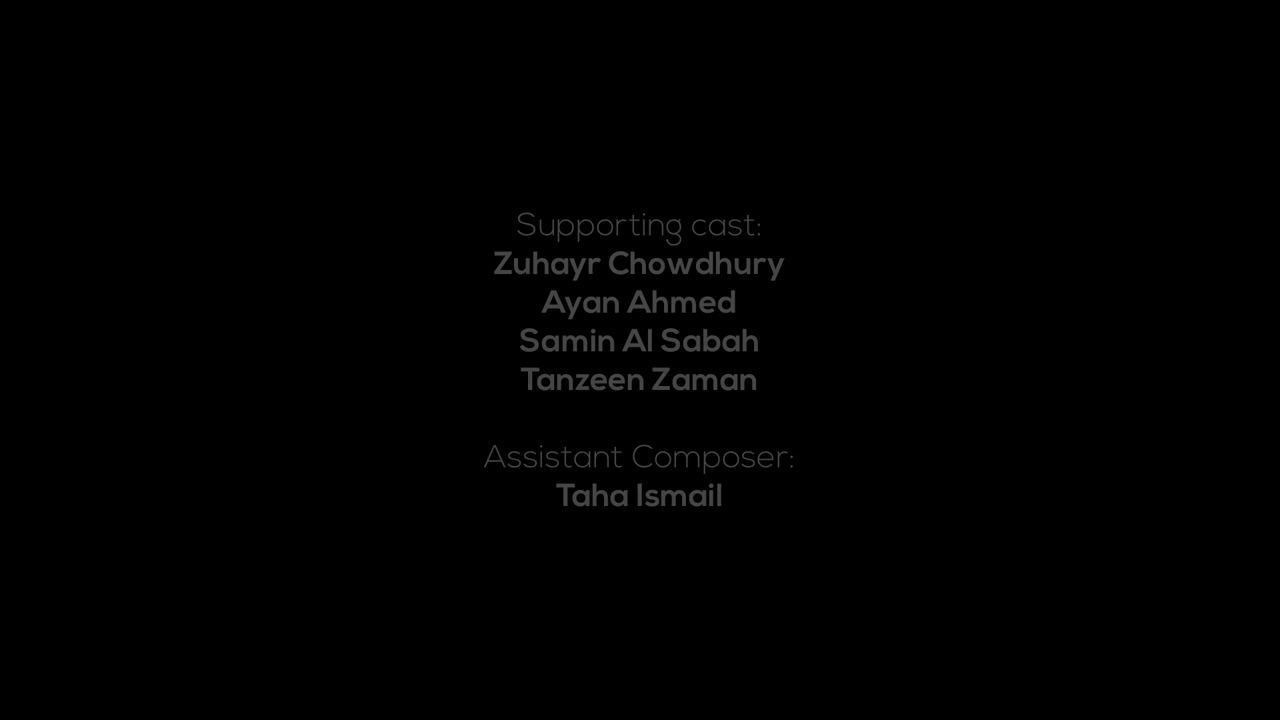 Supporting cast:
Zuhayr Chowdhury
Ayan Ahmed
Samin Al Sabah
Tanzeen Zaman
Assistant Composer:
Taha Ismail